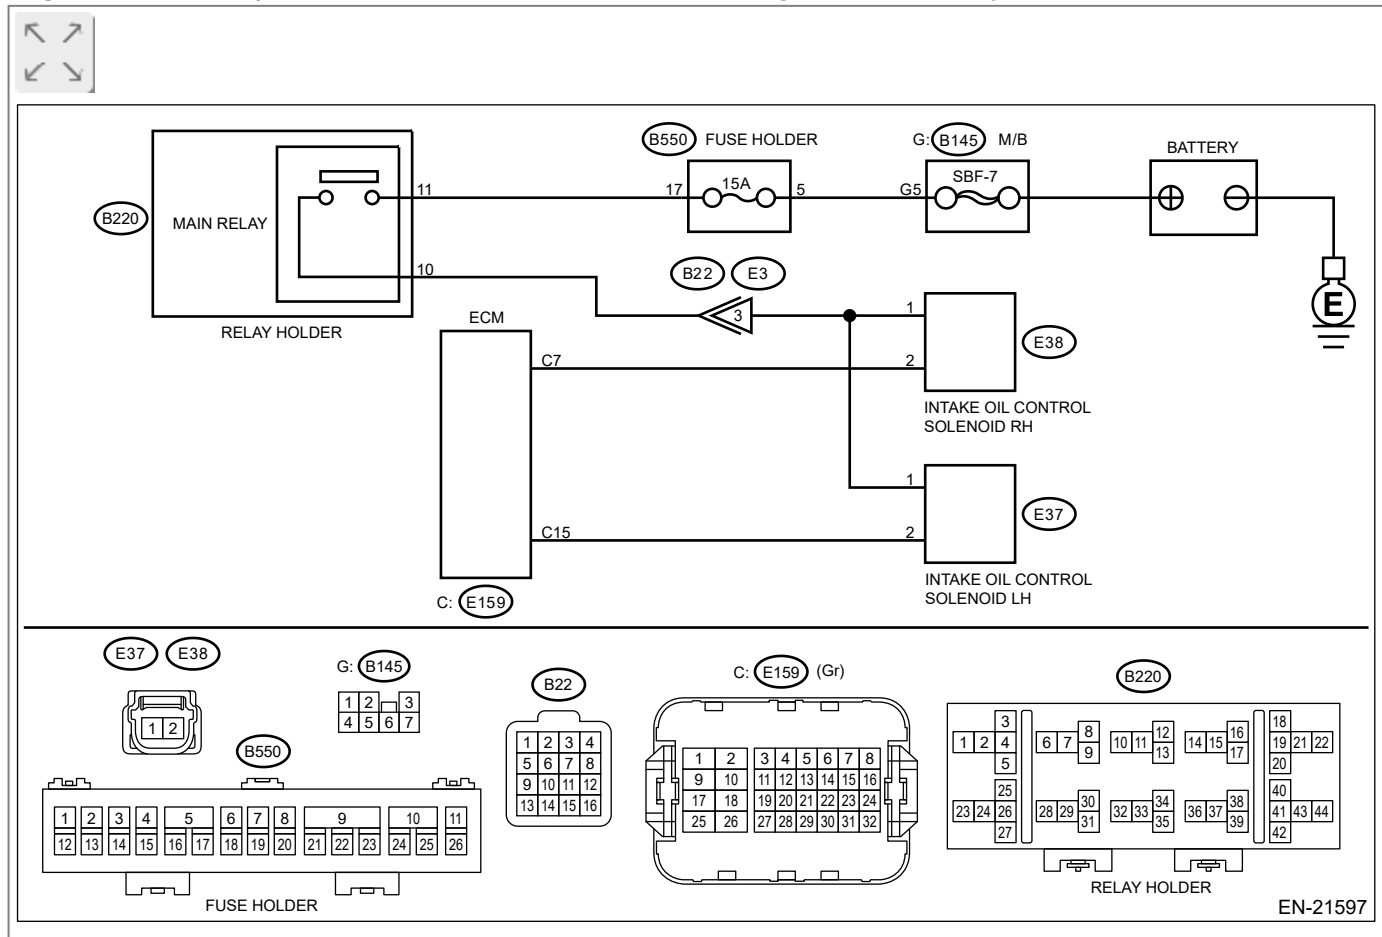 B550 FUSE HOLDER
G: B145 M/B
BATTERY
15A
SBF-7
11
17
5
G5
B220
MAIN RELAY
10
B22 E3
RELAY HOLDER
ECM
3
1
E
C7
2
E38
INTAKE OIL CONTROL
SOLENOID RH
1
E37
C15
2
INTAKE OIL CONTROL
SOLENOID LH
C: E159
E37 E38
1 2
G: B145
1 2 3
4 5 6 7
B22
1 2 3 4
5 6 7 8
9 10 11 12
13 14 15 16
C: E159 (Gr)
1 2 3 4 5 6 7 8
9 10 11 12 13 14 15 16
17 18 19 20 21 22 23 24
25 26 27 28 29 30 31 32
B220
3 8 12 16 18
1 2 4 6 7 9 10 11 13 14 15 17 19 21 22
5 20
25 30 34 38 40
23 24 26 28 29 31 32 33 35 36 37 39 41 43 44
27 42
RELAY HOLDER
B550
1 2 3 4 5 6 7 8 9 10 11
12 13 14 15 16 17 18 19 20 21 22 23 24 25 26
FUSE HOLDER
EN-21597